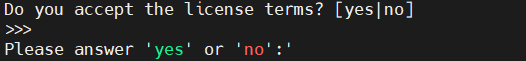 Do you accept the license terms? [yes|no]
>>>
Please answer 'yes' or 'no':'